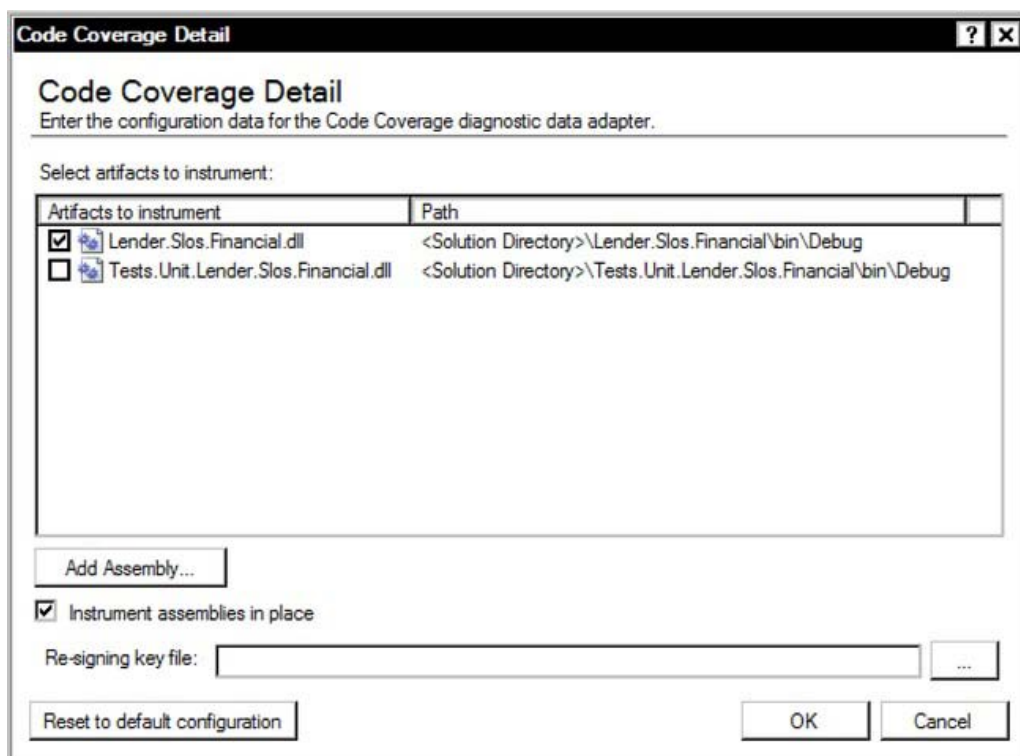 Code Coverage Detail
Code Coverage Detail
Enter the configuration data for the Code Coverage diagnostic data adapter.
Select artifacts to instrument:
Artifacts to instrument Path
Lender.Slos.Financial.dll <Solution Directory>\Lender.Slos.Financial\bin\Debug
Tests.Unit.Lender.Slos.Financial.dll <Solution Directory>\Tests.Unit.Lender.Slos.Financial\bin\Debug
Add Assembly...
Instrument assemblies in place
Re-signing key file: ...
Reset to default configuration OK Cancel